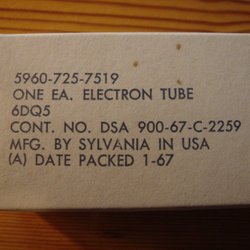 5960-725-7519
ONE EA. ELECTRON TUBE
6DQ5
CONT. NO. DSA 900-67-C-2259
MFG. BY SYLVANIA IN USA
(A) DATE PACKED 1-67